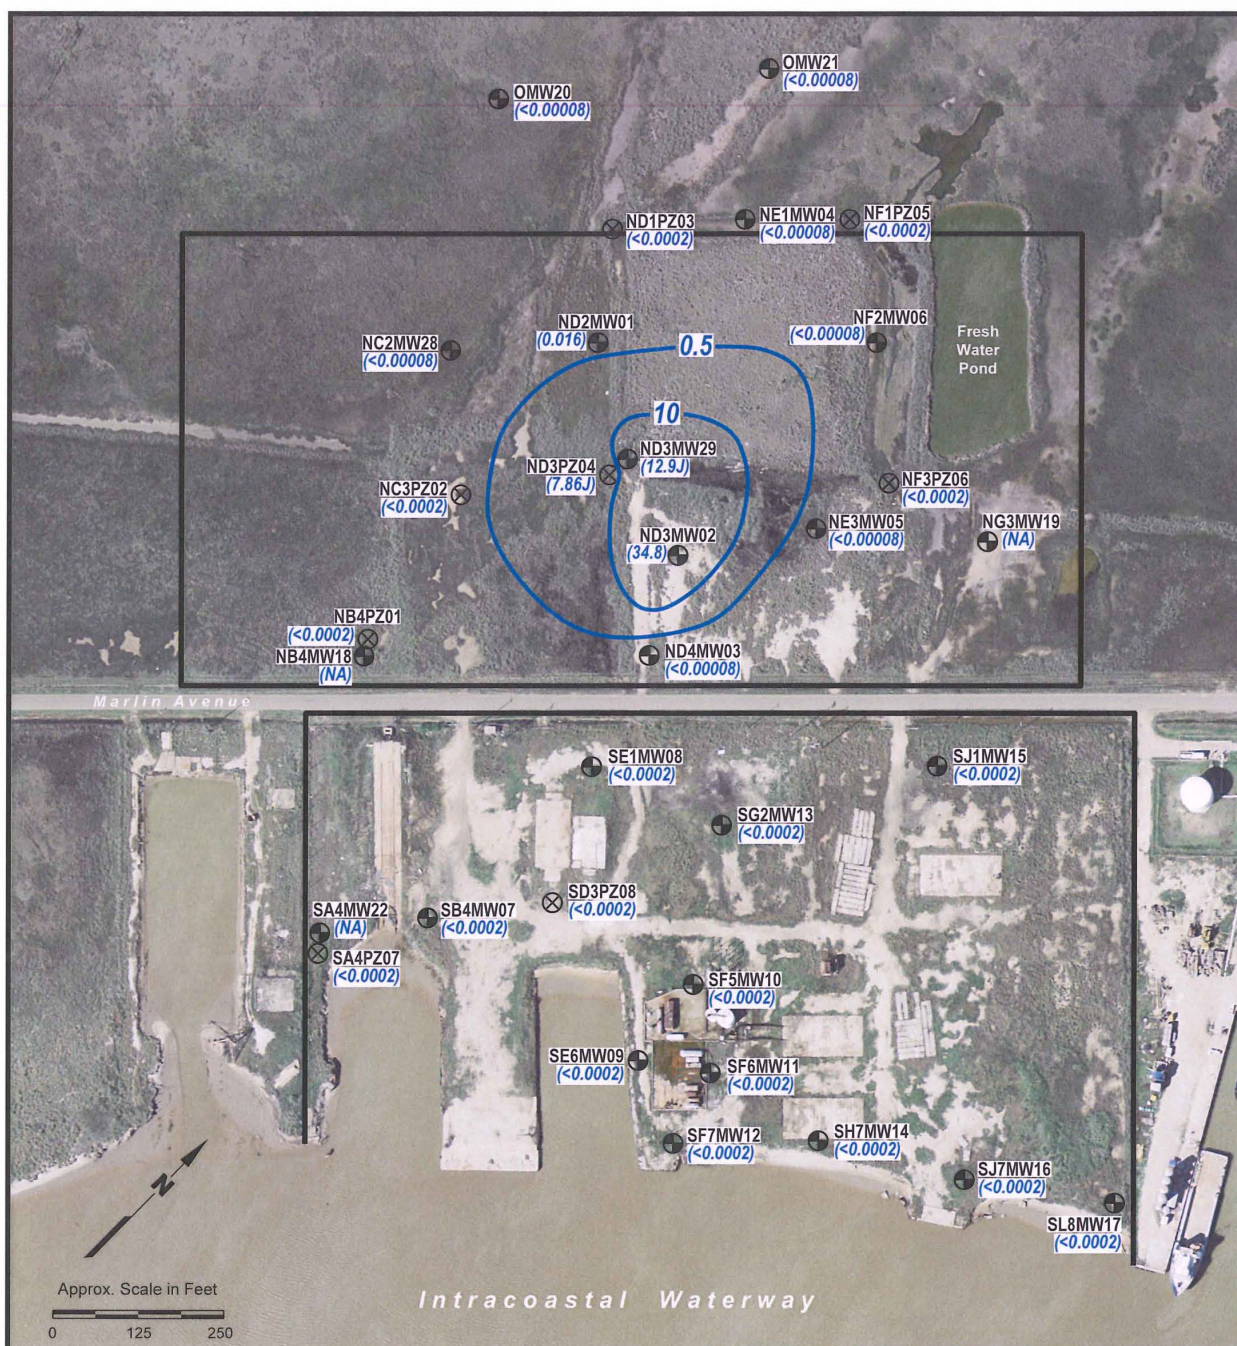 OMW21
(<0.00008)
OMW20
(<0.00008)
ND1PZ03
(<0.0002)
NE1MW04
(<0.00008)
NF1PZ05
(<0.0002)
ND2MW01
(0.016)
NC2MW28
(<0.00008)
0.5
NF2MW06
(<0.00008)
Fresh
Water
Pond
10
ND3MW29
(12.9J)
ND3PZ04
(7.86J)
NC3PZ02
(<0.0002)
NF3PZ06
(<0.0002)
NE3MW05
(<0.00008)
NG3MW19
(NA)
ND3MW02
(34.8)
NB4PZ01
(<0.0002)
NB4MW18
(NA)
ND4MW03
(<0.00008)
Marlin Avenue
SE1MW08
(<0.0002)
SJ1MW15
(<0.0002)
SG2MW13
(<0.0002)
SD3PZ08
(<0.0002)
SA4MW22
(NA)
SB4MW07
(<0.0002)
SA4PZ07
(<0.0002)
SF5MW10
(<0.0002)
SE6MW09
(<0.0002)
SF6MW11
(<0.0002)
SF7MW12
(<0.0002)
SH7MW14
(<0.0002)
SJ7MW16
(<0.0002)
SL8MW17
(<0.0002)
N
Approx. Scale in Feet
0 125 250
Intracoastal Waterway